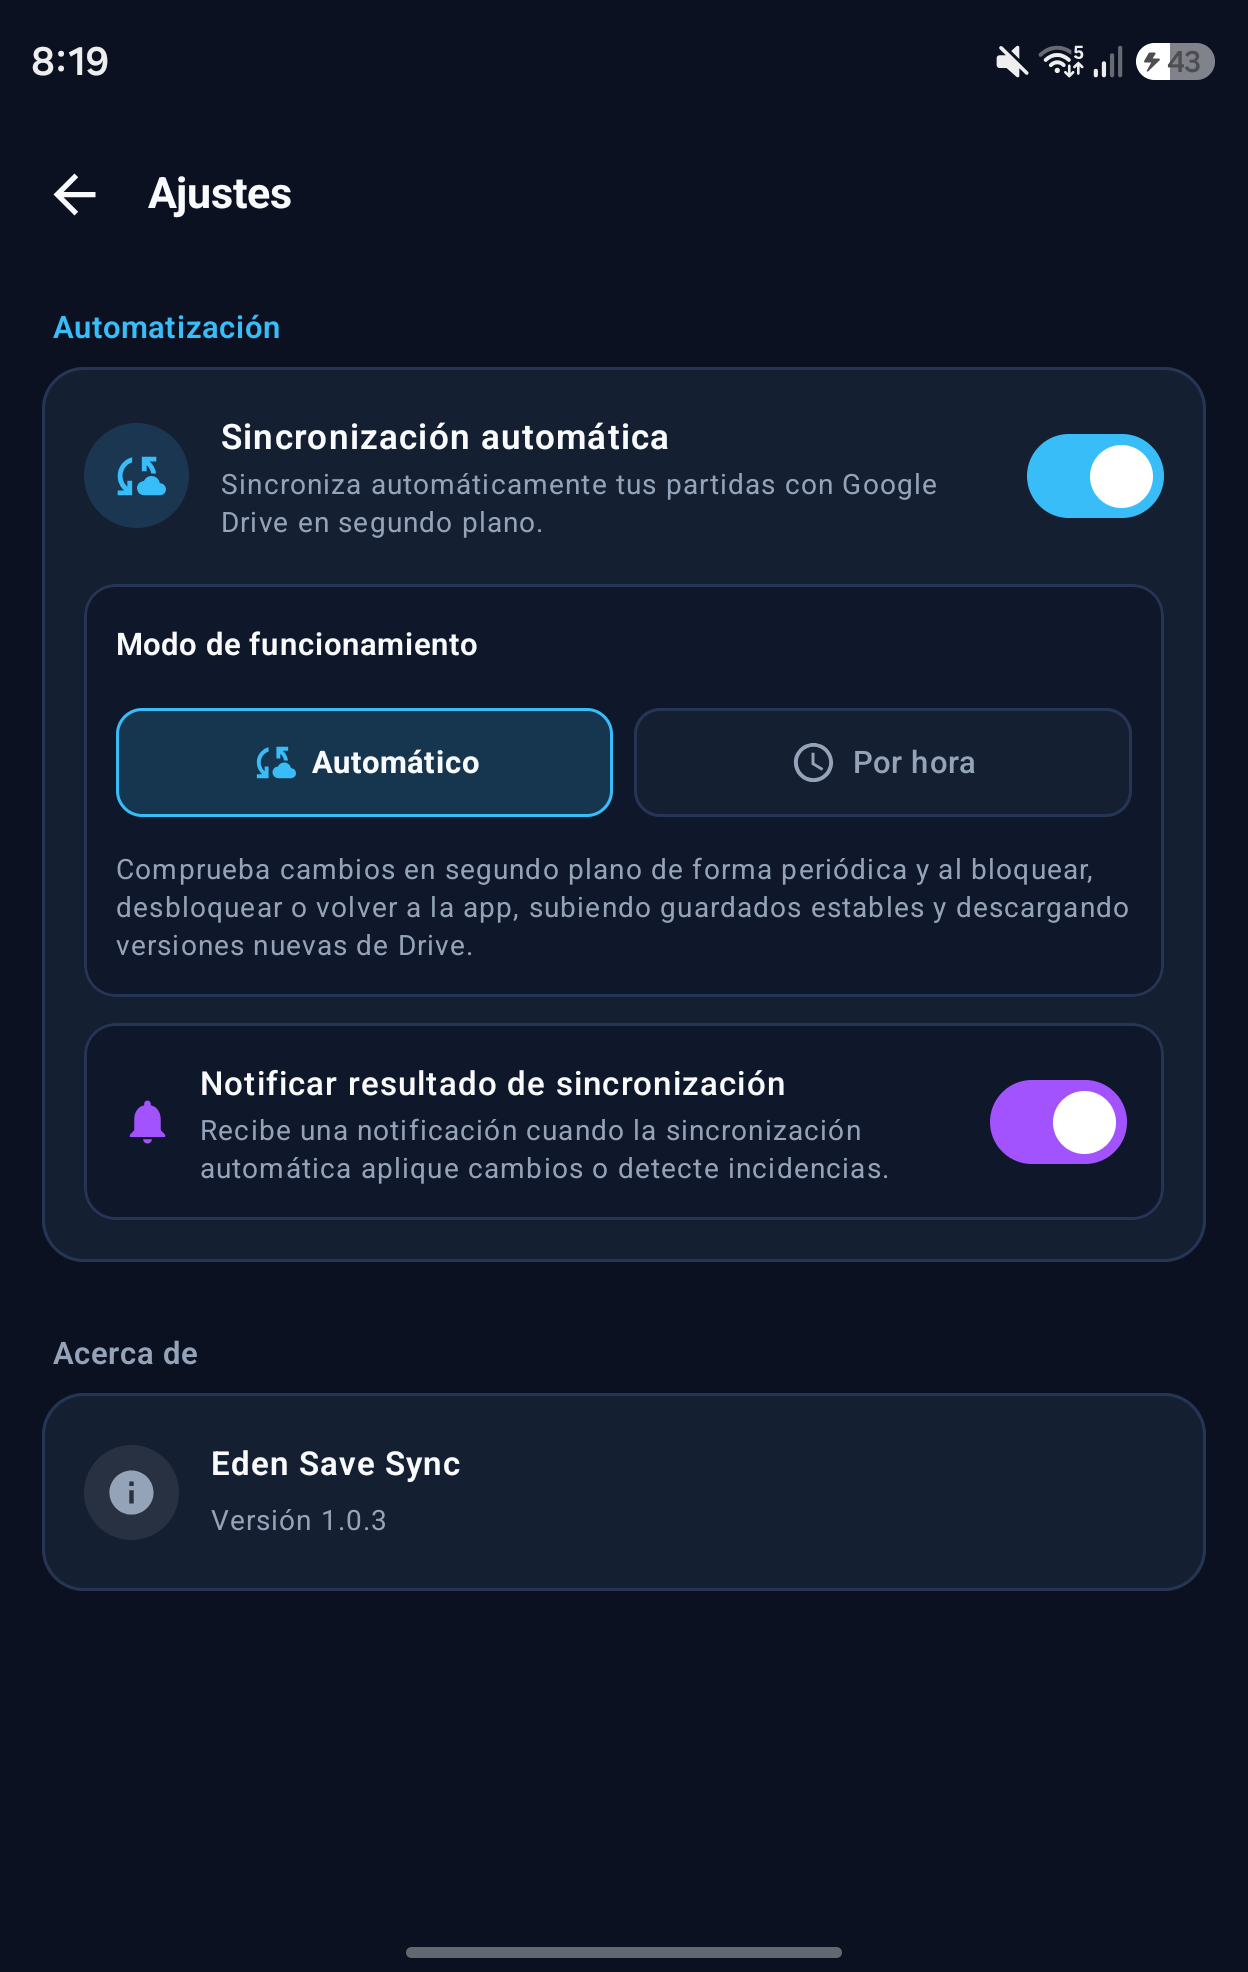 8:19
5
43
Ajustes
Automatización
Sincronización automática
Sincroniza automáticamente tus partidas con Google
Drive en segundo plano.
Modo de funcionamiento
Automático
Por hora
Comprueba cambios en segundo plano de forma periódica y al bloquear,
desbloquear o volver a la app, subiendo guardados estables y descargando
versiones nuevas de Drive.
Notificar resultado de sincronización
Recibe una notificación cuando la sincronización
automática aplique cambios o detecte incidencias.
Acerca de
Eden Save Sync
Versión 1.0.3